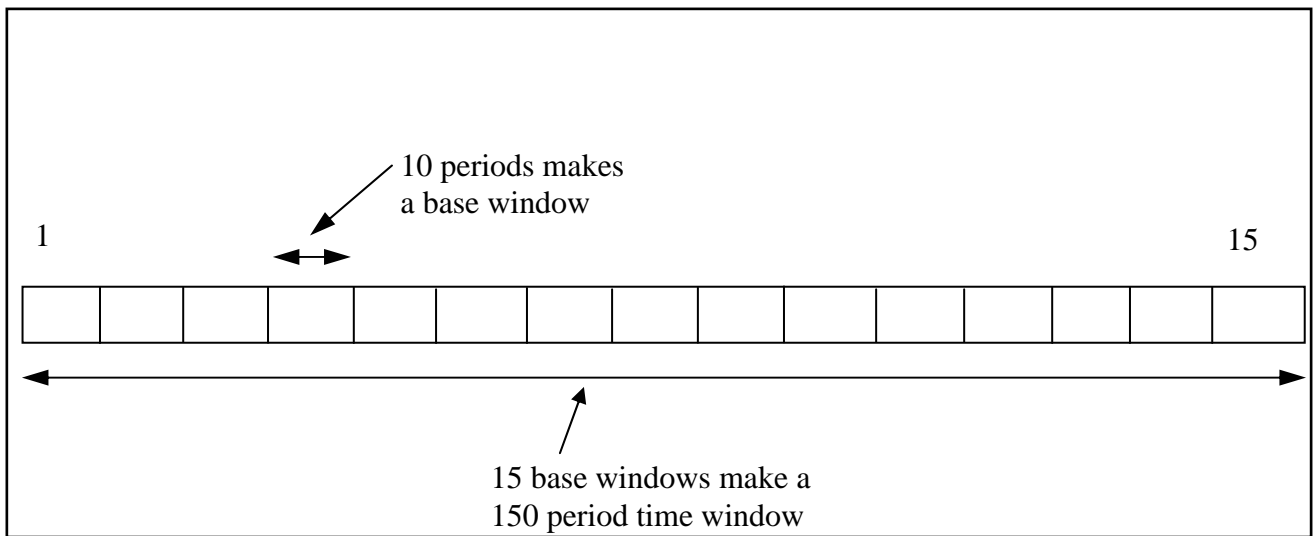 10 periods makes
a base window
1
15
15 base windows make a
150 period time window